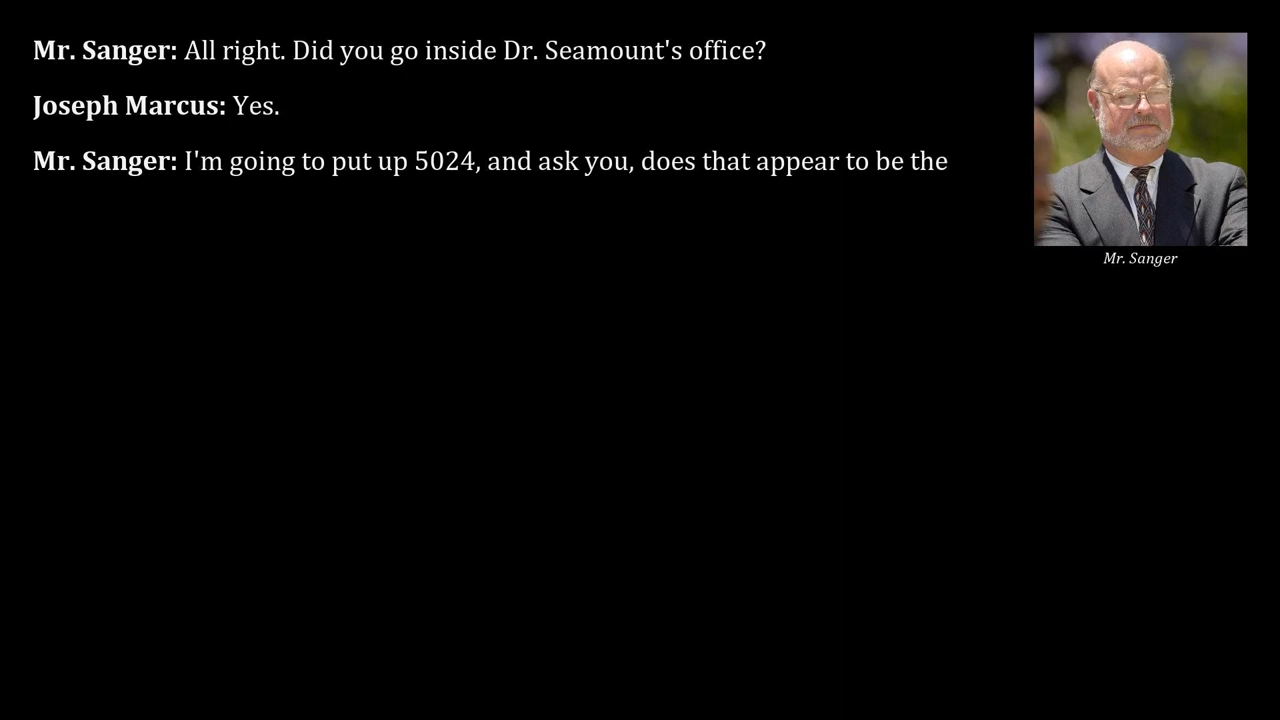 Mr. Sanger: All right. Did you go inside Dr. Seamount's office?
Joseph Marcus: Yes.
Mr. Sanger: I'm going to put up 5024, and ask you, does that appear to be the
Mr. Sanger